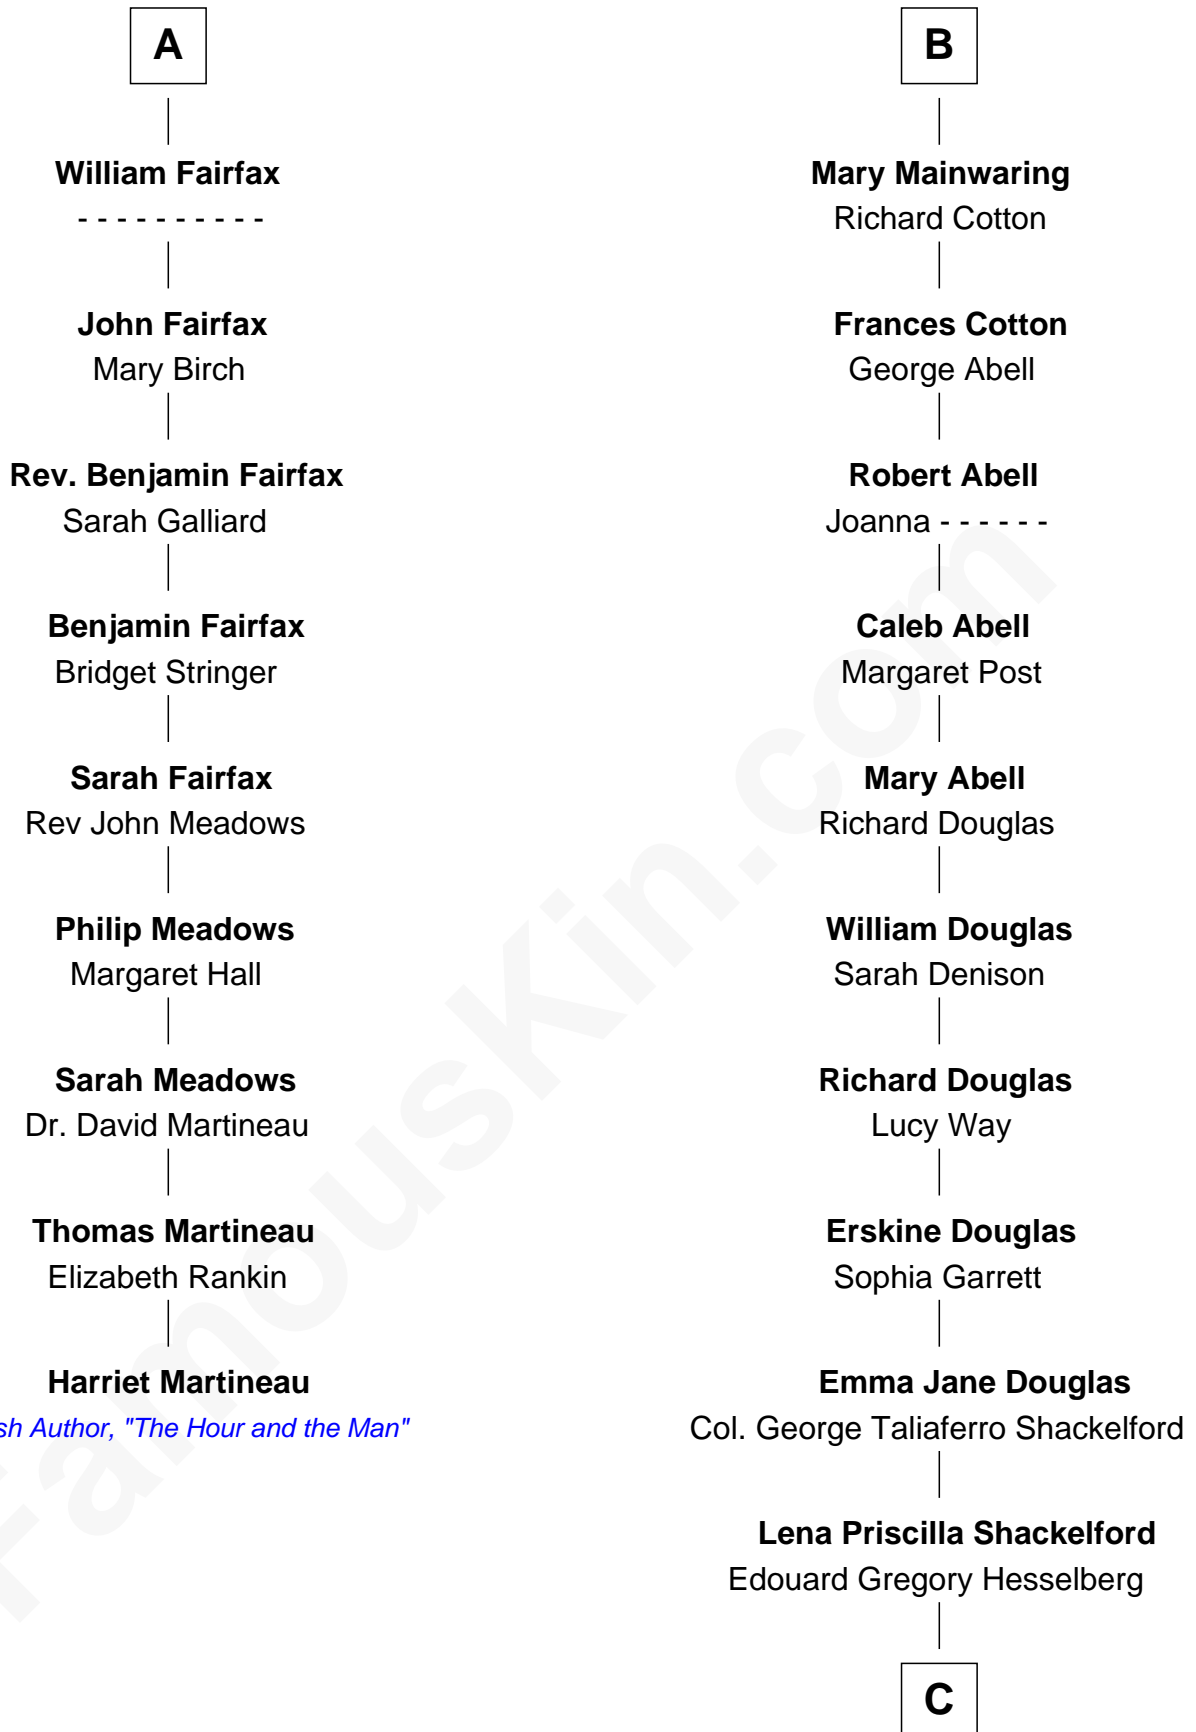 A
William Fairfax
- - - - - - - - - -
John Fairfax
Mary Birch
Rev. Benjamin Fairfax
Sarah Galliard
Benjamin Fairfax
Bridget Stringer
Sarah Fairfax
Rev John Meadows
Philip Meadows
Margaret Hall
Sarah Meadows
Dr. David Martineau
Thomas Martineau
Elizabeth Rankin
Harriet Martineau
sh Author, "The Hour and the Man"
B
Mary Mainwaring
Richard Cotton
Frances Cotton
George Abell
Robert Abell
Joanna - - - - - -
Caleb Abell
Margaret Post
Mary Abell
Richard Douglas
William Douglas
Sarah Denison
Richard Douglas
Lucy Way
Erskine Douglas
Sophia Garrett
Emma Jane Douglas
Col. George Taliaferro Shackelford
Lena Priscilla Shackelford
Edouard Gregory Hesselberg
C
FamousKin.com